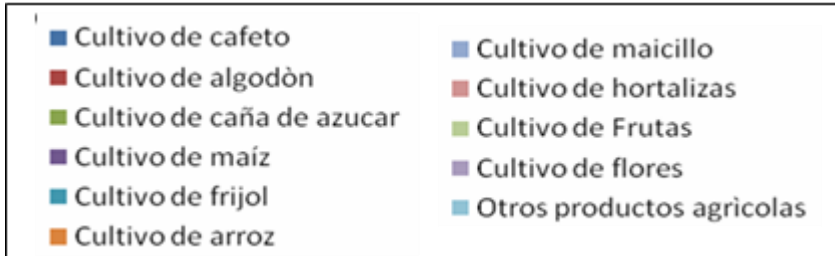 Cultivo de cafeto
Cultivo de algodòn
Cultivo de caña de azucar
Cultivo de maíz
Cultivo de frijol
Cultivo de arroz
Cultivo de maicillo
Cultivo de hortalizas
Cultivo de Frutas
Cultivo de flores
Otros productos agrìcolas